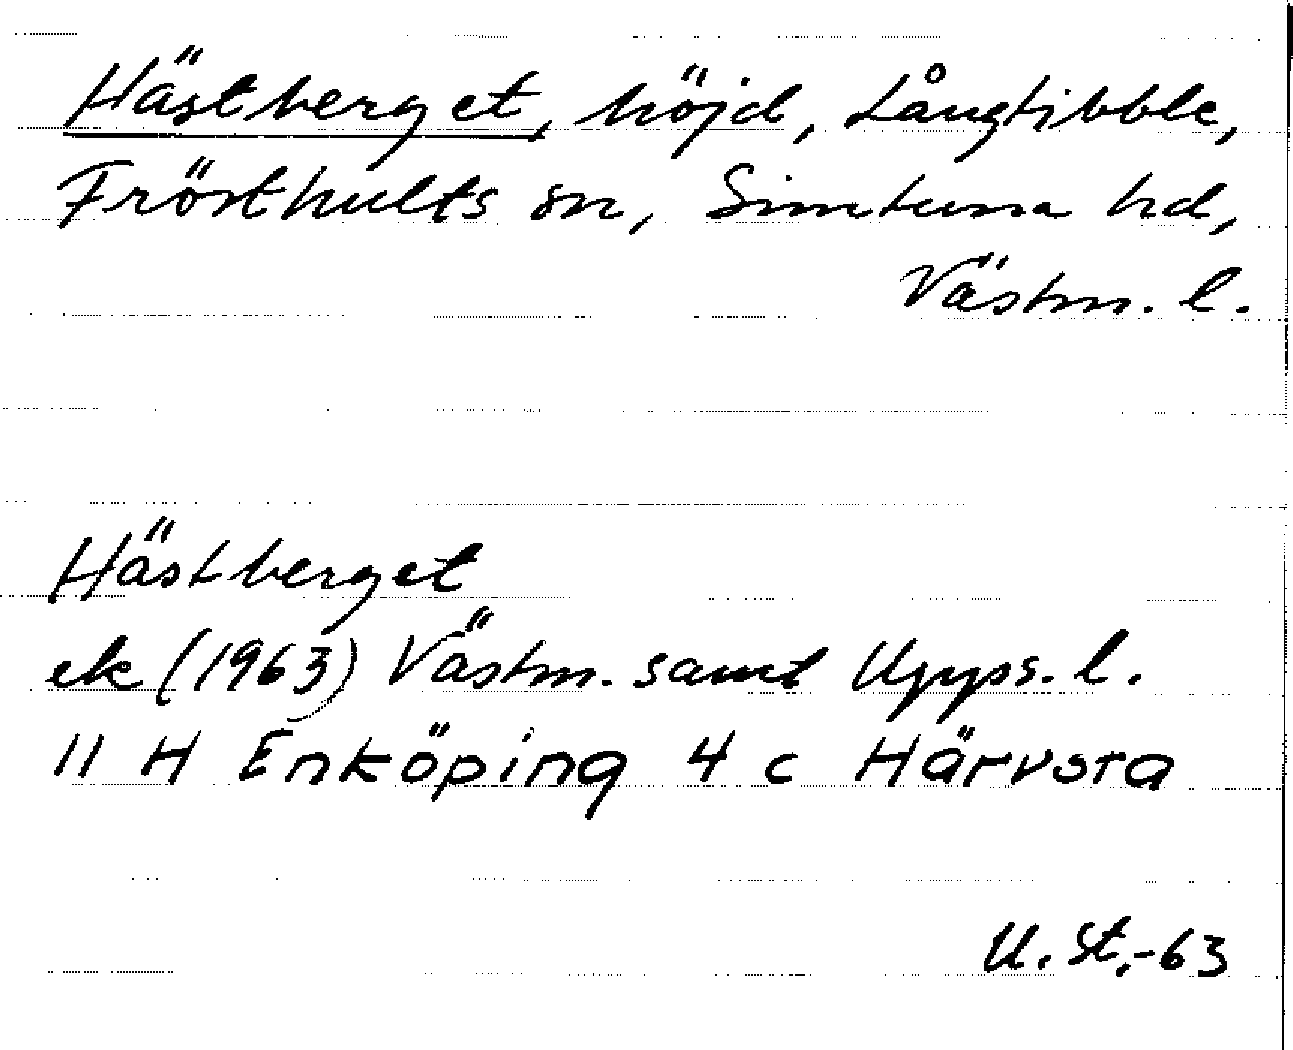 Hästberget, höjd, Långtibble,
Frösthults sn, Simtuna hd,
Västm. l.
Hästberget
ek (1963) Västm. samt Upps. l.
11 H Enköping 4 c Härvsta
U. St.-63